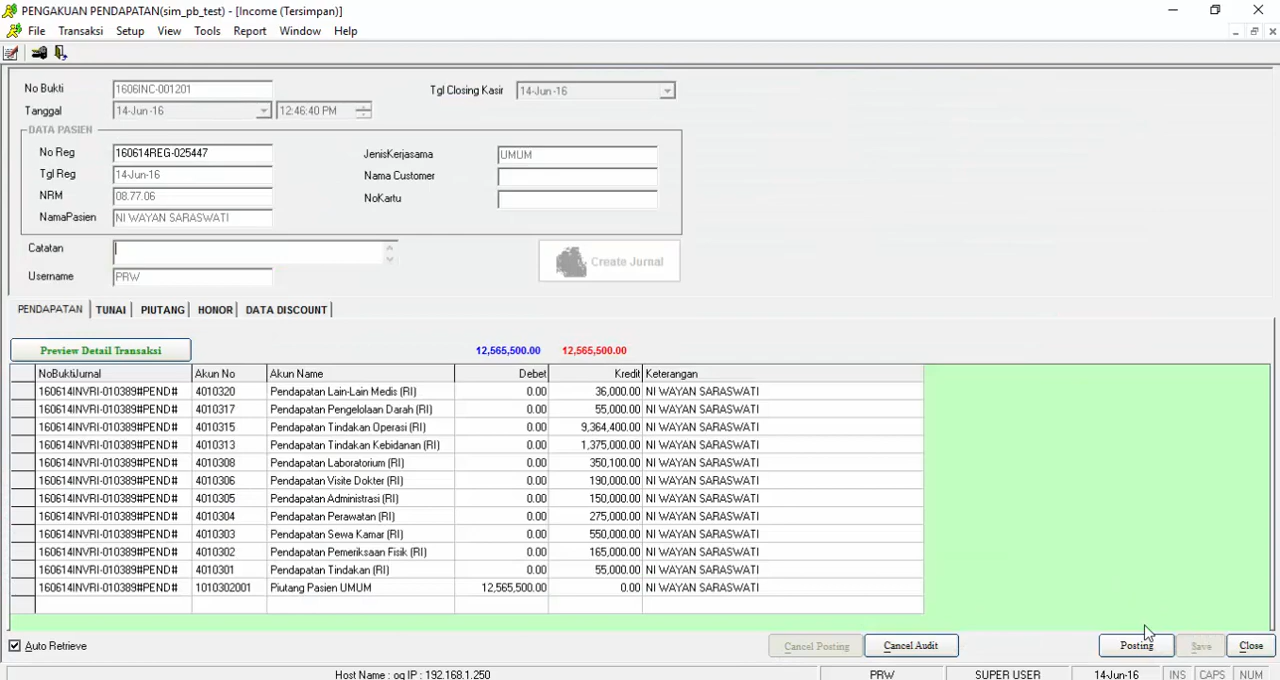 PENGAKUAN PENDAPATAN(sim_pb_test) - [Income (Tersimpan)]
File Transaksi Setup View Tools Report Window Help
No Bukti 1606INC-001201 Tgl Closing Kasir 14-Jun-16
Tanggal 14-Jun-16 12:46:40 PM
DATA PASIEN
No Reg 160614REG-025447 JenisKerjasama UMUM
Tgl Reg 14-Jun-16 Nama Customer
NRM 08.77.06 NoKartu
NamaPasien NI WAYAN SARASWATI
Catatan Create Jurnal
Username PRW
PENDAPATAN TUNAI PIUTANG HONOR DATA DISCOUNT
Preview Detail Transaksi 12,565,500.00 12,565,500.00
NoBuktiJurnal Akun No Akun Name Debet Kredit Keterangan
160614INVRI-010389#PEND# 4010320 Pendapatan Lain-Lain Medis (RI) 0.00 36,000.00 NI WAYAN SARASWATI
160614INVRI-010389#PEND# 4010317 Pendapatan Pengelolaan Darah (RI) 0.00 55,000.00 NI WAYAN SARASWATI
160614INVRI-010389#PEND# 4010315 Pendapatan Tindakan Operasi (RI) 0.00 9,364,400.00 NI WAYAN SARASWATI
160614INVRI-010389#PEND# 4010313 Pendapatan Tindakan Kebidanan (RI) 0.00 1,375,000.00 NI WAYAN SARASWATI
160614INVRI-010389#PEND# 4010308 Pendapatan Laboratorium (RI) 0.00 350,100.00 NI WAYAN SARASWATI
160614INVRI-010389#PEND# 4010306 Pendapatan Visite Dokter (RI) 0.00 190,000.00 NI WAYAN SARASWATI
160614INVRI-010389#PEND# 4010305 Pendapatan Administrasi (RI) 0.00 150,000.00 NI WAYAN SARASWATI
160614INVRI-010389#PEND# 4010304 Pendapatan Perawatan (RI) 0.00 275,000.00 NI WAYAN SARASWATI
160614INVRI-010389#PEND# 4010303 Pendapatan Sewa Kamar (RI) 0.00 550,000.00 NI WAYAN SARASWATI
160614INVRI-010389#PEND# 4010302 Pendapatan Pemeriksaan Fisik (RI) 0.00 165,000.00 NI WAYAN SARASWATI
160614INVRI-010389#PEND# 4010301 Pendapatan Tindakan (RI) 0.00 55,000.00 NI WAYAN SARASWATI
160614INVRI-010389#PEND# 1010302001 Piutang Pasien UMUM 12,565,500.00 0.00 NI WAYAN SARASWATI
Auto Retrieve Cancel Posting Cancel Audit Posting Save Close
Host Name : og IP : 192.168.1.250 PRW SUPER USER 14-Jun-16 INS CAPS NUM